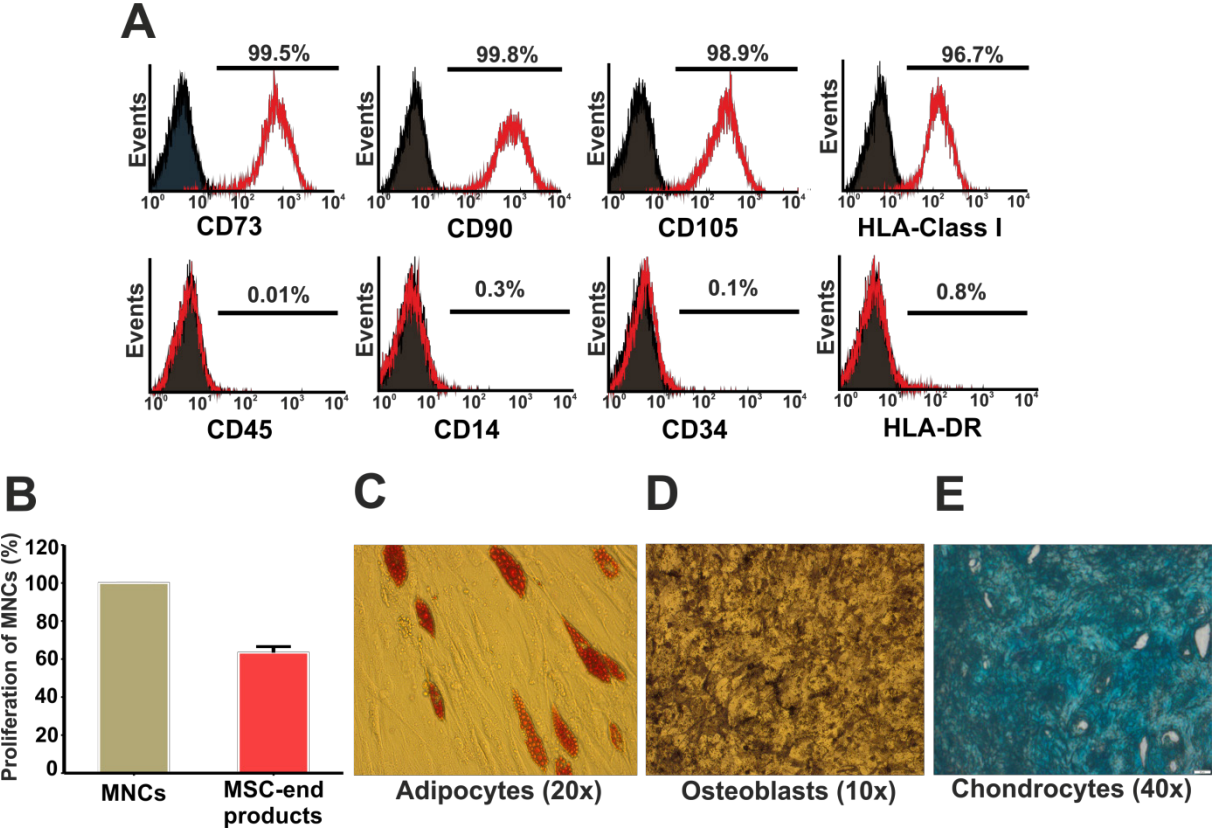 A
99.5%
99.8%
98.9%
96.7%
Events
Events
Events
Events
10⁰ 10¹ 10² 10³ 10⁴
10⁰ 10¹ 10² 10³ 10⁴
10⁰ 10¹ 10² 10³ 10⁴
10⁰ 10¹ 10² 10³ 10⁴
CD73
CD90
CD105
HLA-Class I
0.01%
0.3%
0.1%
0.8%
Events
Events
Events
Events
10⁰ 10¹ 10² 10³ 10⁴
10⁰ 10¹ 10² 10³ 10⁴
10⁰ 10¹ 10² 10³ 10⁴
10⁰ 10¹ 10² 10³ 10⁴
CD45
CD14
CD34
HLA-DR
B
Proliferation of MNCs (%)
120
100
80
60
40
20
0
MNCs
MSC-end
products
C
Adipocytes (20x)
D
Osteoblasts (10x)
E
Chondrocytes (40x)